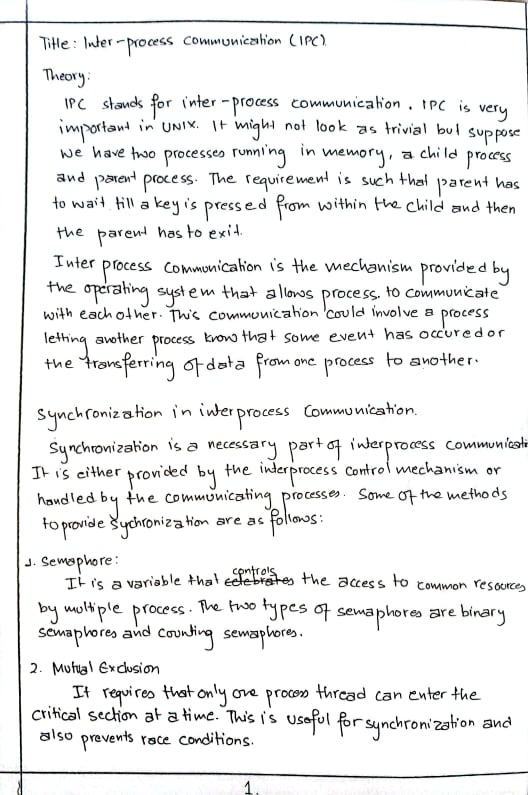 Title: Inter-process communication (IPC)
Theory:
IPC stands for inter-process communication. IPC is very
important in UNIX. It might not look as trivial but suppose
we have two processes running in memory, a child process
and parent process. The requirement is such that parent has
to wait till a key is pressed from within the child and then
the parent has to exit.
Inter process communication is the mechanism provided by
the operating system that allows process. to communicate
with each other. This communication could involve a process
letting another process know that some event has occured or
the transferring of data from one process to another.
Synchronization in interprocess Communication.
Synchronization is a necessary part of interprocess communicati
It is either provided by the interprocess control mechanism or
handled by the communicating processes. Some of the methods
to provide sychronization are as follows:
1. Semaphore:
It is a variable that celebrates controls the access to common resources
by multiple process. The two types of semaphores are binary
semaphores and counting semaphores.
2. Mutual Exclusion
It requires that only one process thread can enter the
critical section at a time. This is useful for synchronization and
also prevents race conditions.
1.